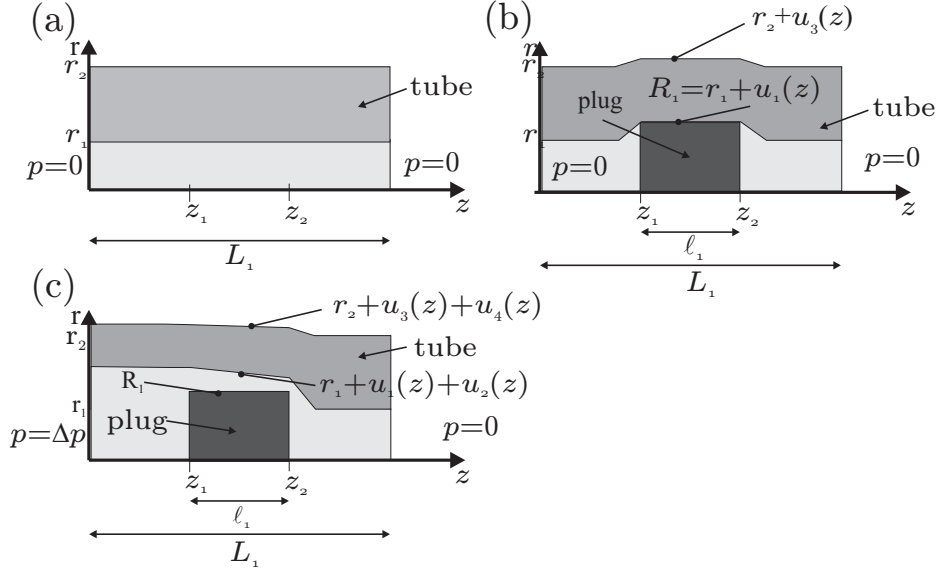 (a)
r
r₂
tube
r₁
p=0
p=0
z₁
z₂
z
L₁
(b)
r₂+u₃(z)
r
r₂
plug
R₁=r₁+u₁(z)
tube
r₁
p=0
p=0
z₁
z₂
z
ℓ₁
L₁
(c)
r₂+u₃(z)+u₄(z)
r
r₂
tube
R₁
r₁+u₁(z)+u₂(z)
r₁
plug
p=Δp
p=0
z₁
z₂
z
ℓ₁
L₁